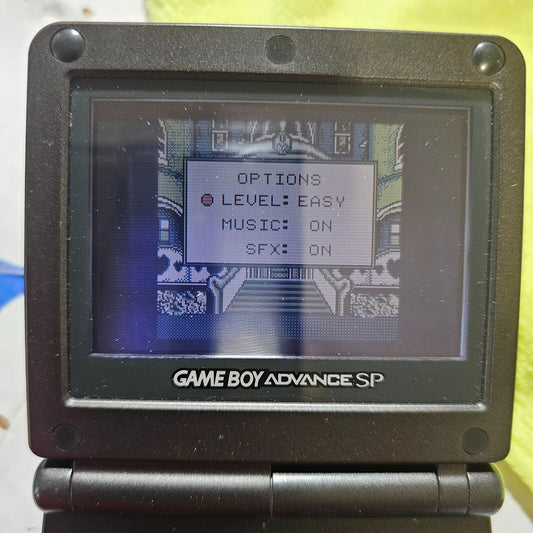 OPTIONS
LEVEL: EASY
MUSIC: ON
SFX: ON
GAME BOY ADVANCE SP